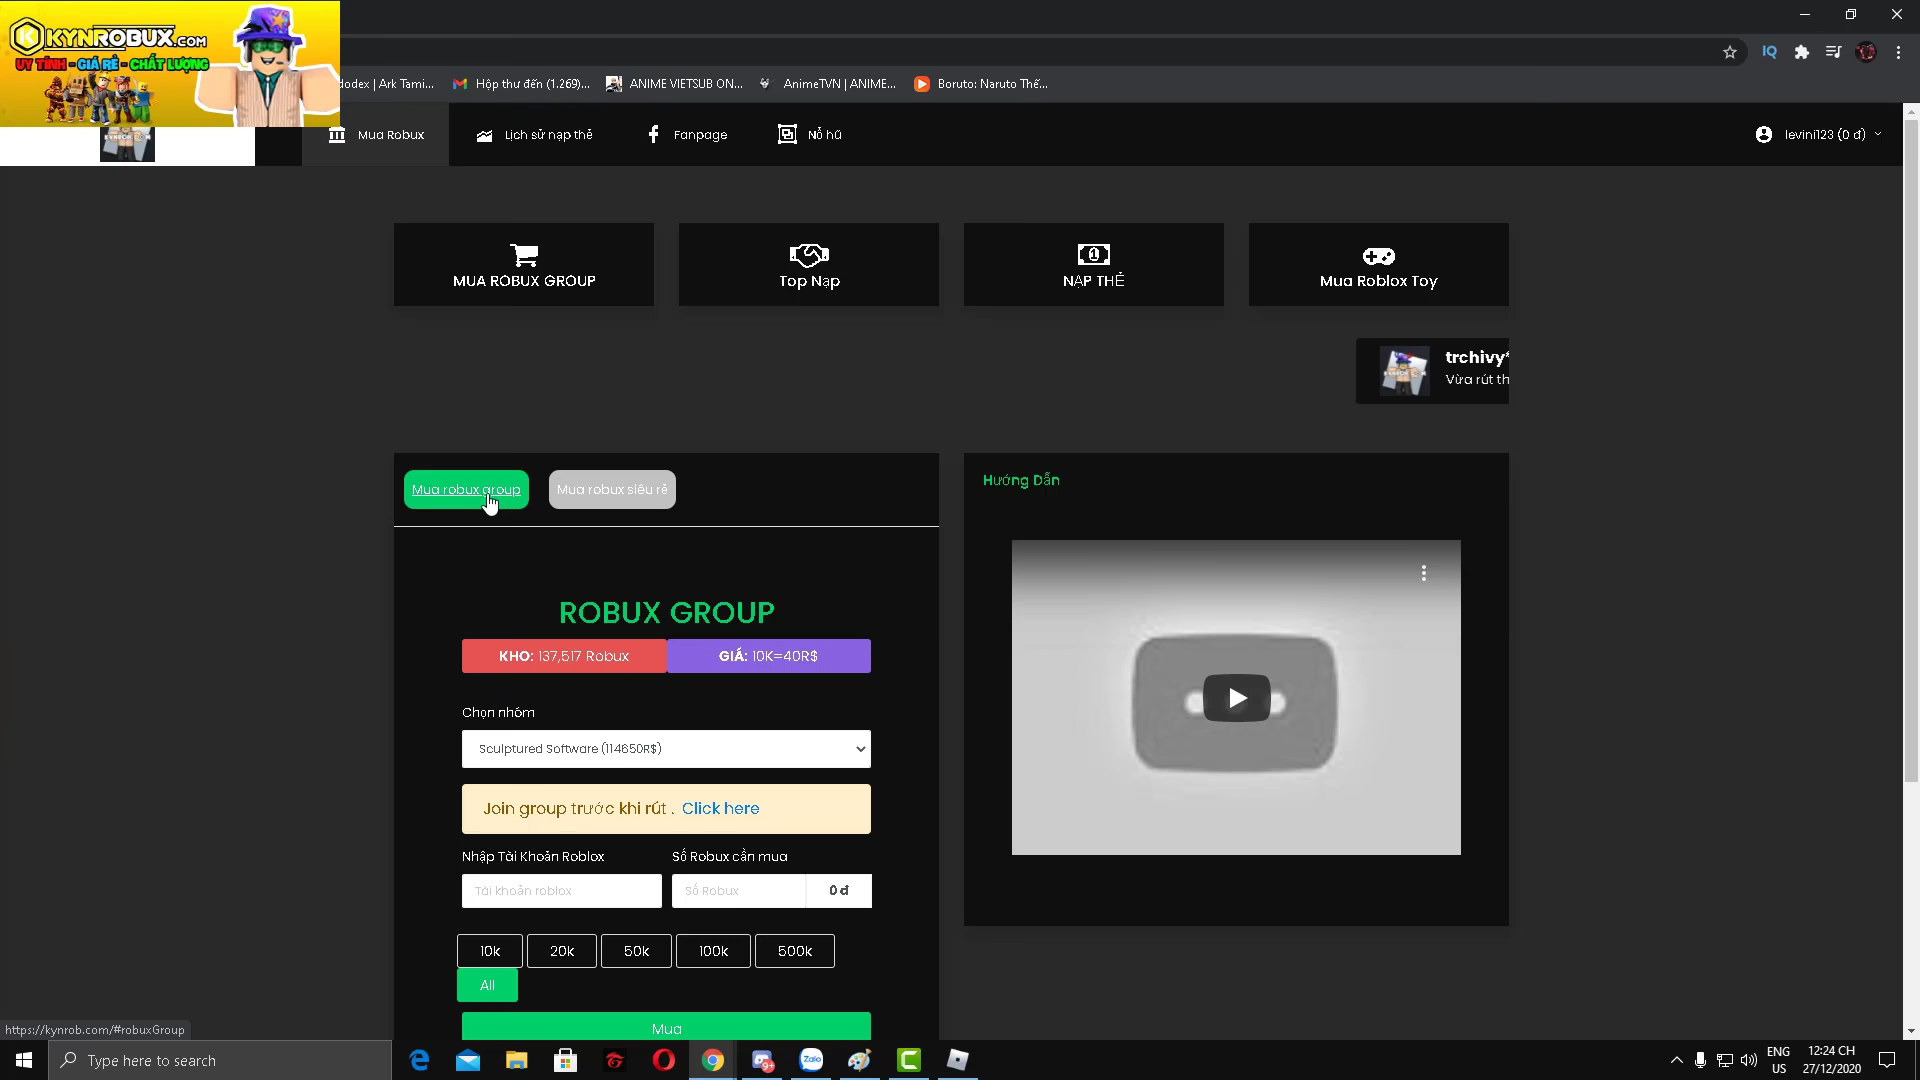 KYNROBUX.COM
UY TÍNH - GIÁ RẺ - CHẤT LƯỢNG
dodex | Ark Tami...
Hộp thư đến (1.269)...
ANIME VIETSUB ON...
AnimeTVN | ANIME...
Boruto: Naruto Thế...
IQ
Mua Robux
Lịch sử nạp thẻ
Fanpage
Nổ hũ
levini123 (0 đ)
MUA ROBUX GROUP
Top Nạp
NẠP THẺ
Mua Roblox Toy
trchivy*
Vừa rút th
Mua robux group
Mua robux siêu rẻ
Hướng Dẫn
ROBUX GROUP
KHO: 137,517 Robux
GIÁ: 10K=40R$
Chọn nhóm
Sculptured Software (114650R$)
Join group trước khi rút . Click here
Nhập Tài Khoản Roblox
Số Robux cần mua
Tài khoản roblox
Số Robux
0 đ
10k
20k
50k
100k
500k
All
Mua
https://kynrob.com/#robuxGroup
Type here to search
9+
Zalo
ENG
US
12:24 CH
27/12/2020